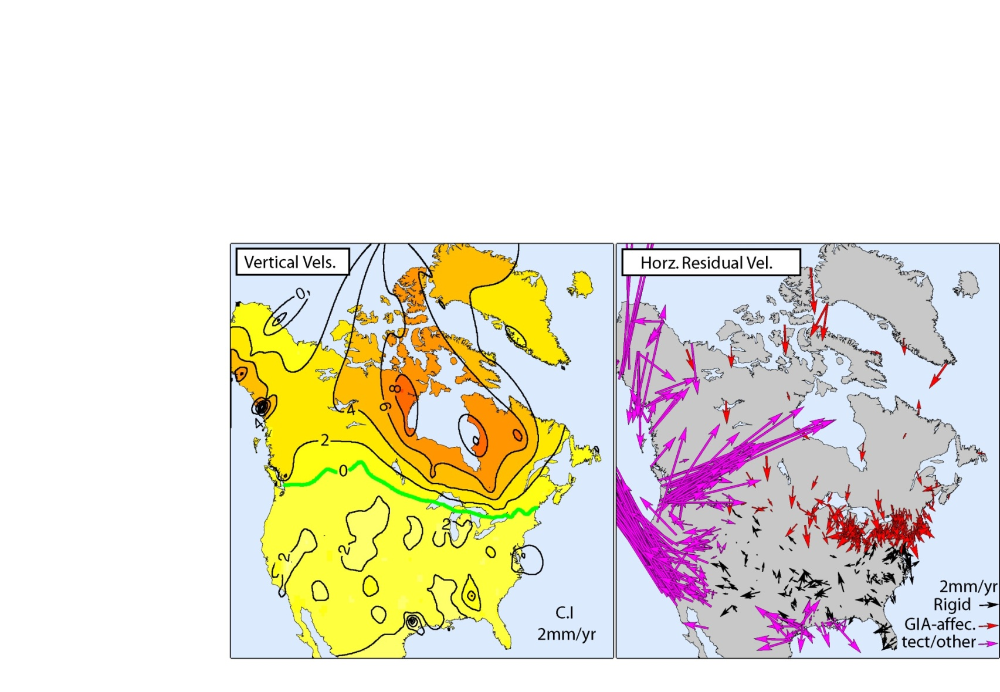 Vertical Vels.
Horz. Residual Vel.
0
8
6
4
4
2
0
2
2
2
C.I
2mm/yr
2mm/yr
Rigid
GIA-affec.
tect/other